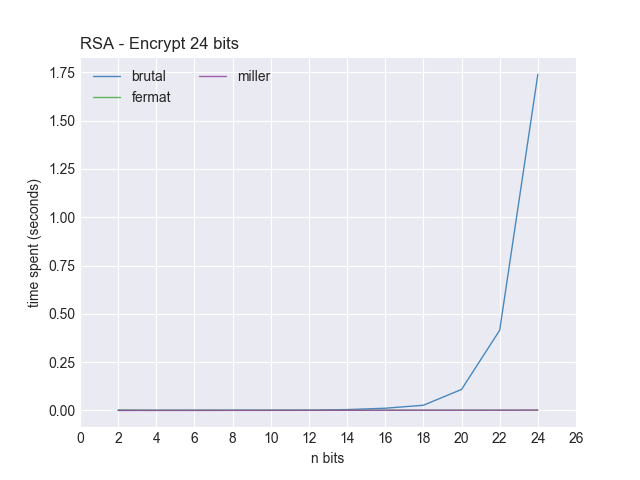 RSA - Encrypt 24 bits
brutal
miller
fermat
1.75
1.50
1.25
1.00
0.75
0.50
0.25
0.00
time spent (seconds)
0 2 4 6 8 10 12 14 16 18 20 22 24 26
n bits